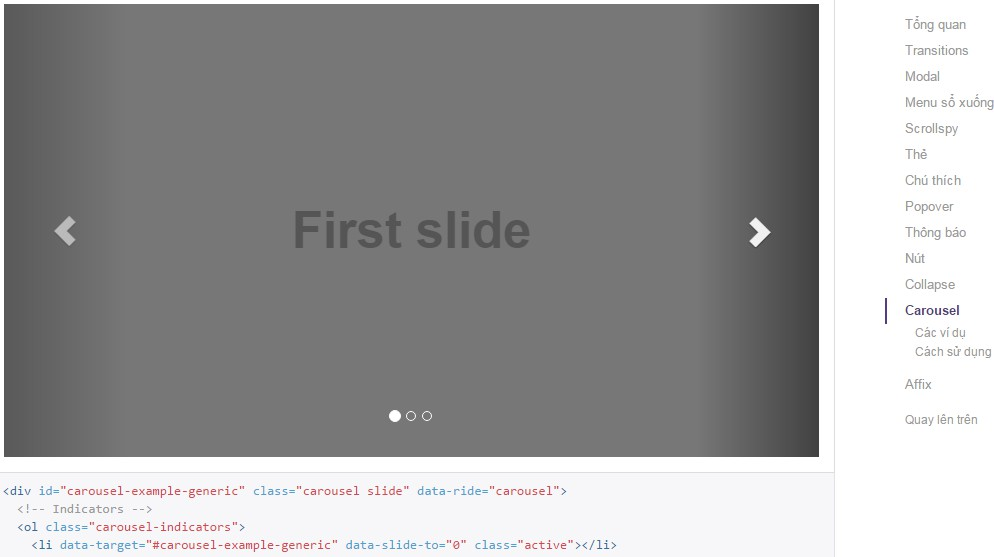 First slide
<div id="carousel-example-generic" class="carousel slide" data-ride="carousel">
<!-- Indicators -->
<ol class="carousel-indicators">
<li data-target="#carousel-example-generic" data-slide-to="0" class="active"></li>
Tổng quan
Transitions
Modal
Menu sổ xuống
Scrollspy
Thẻ
Chú thích
Popover
Thông báo
Nút
Collapse
Carousel
Các ví dụ
Cách sử dụng
Affix
Quay lên trên